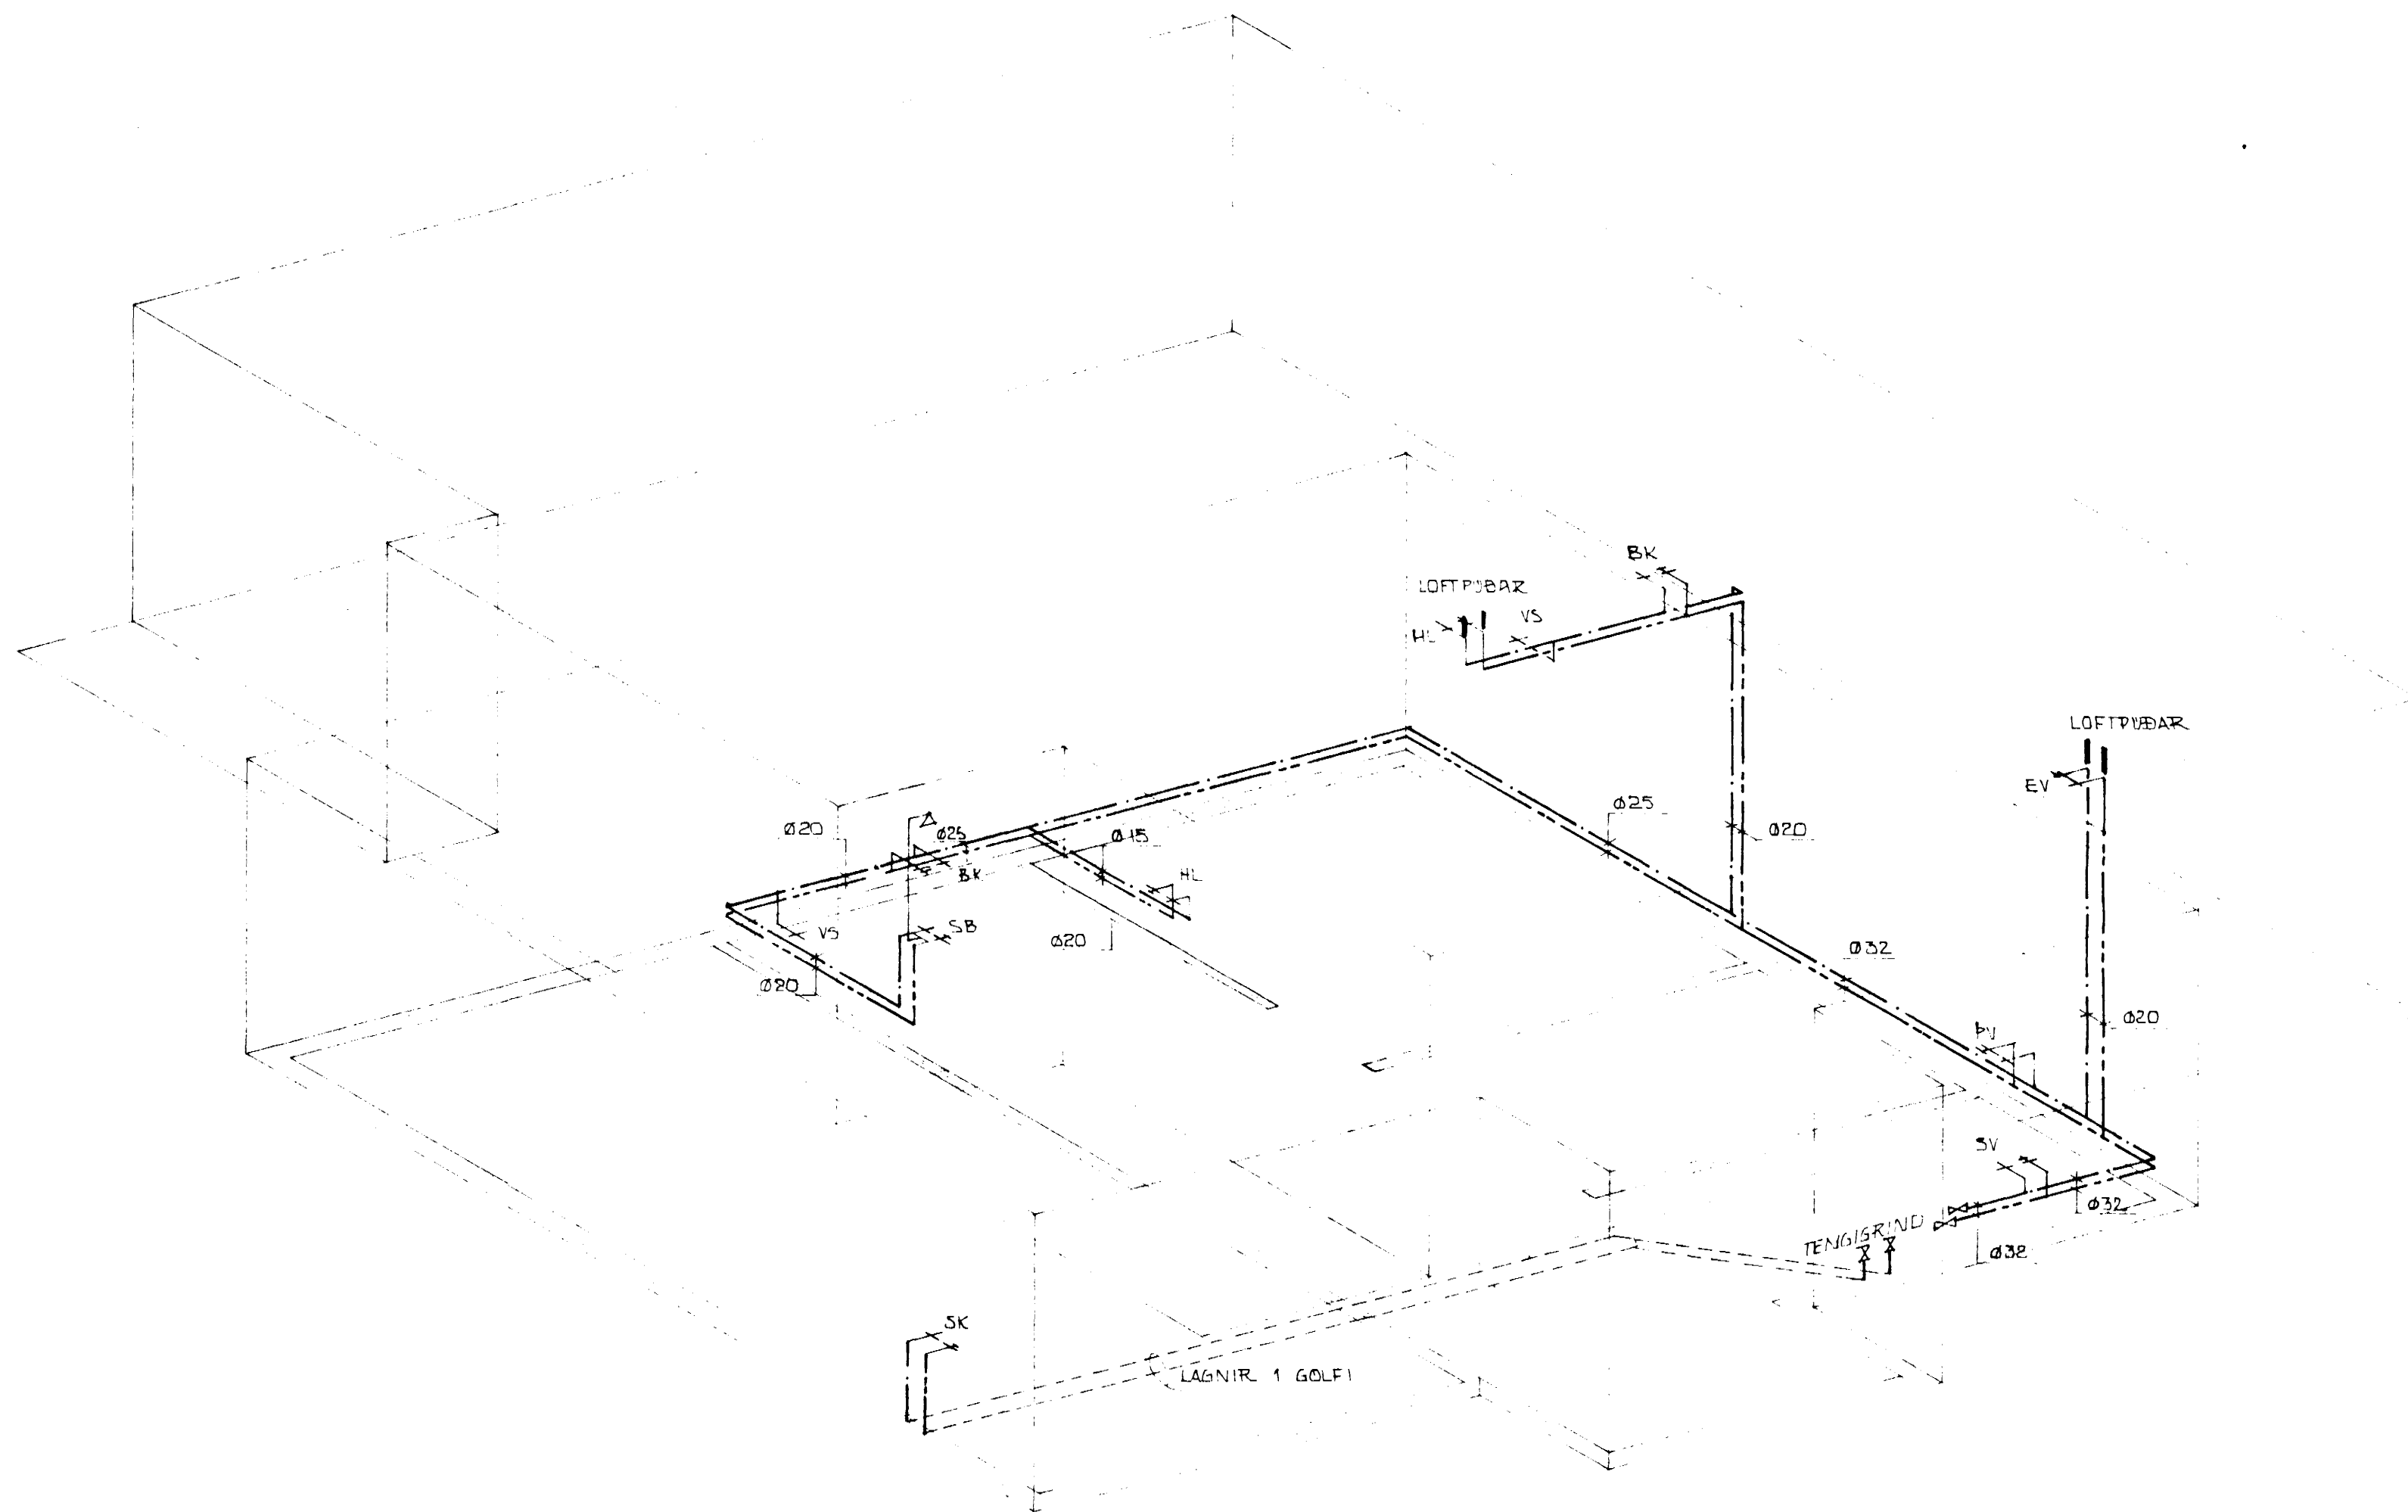 BK
LOFTPÚÐAR
VS
HL
LOFTPÚÐAR
EV
Ø25
Ø20
Ø20
Ø25
Ø15
BK
HL
VS
SB
Ø20
Ø20
Ø32
Ø20
ÞV
SV
Ø32
TENGIGRIND
Ø32
SK
LAGNIR Í GÓLFI